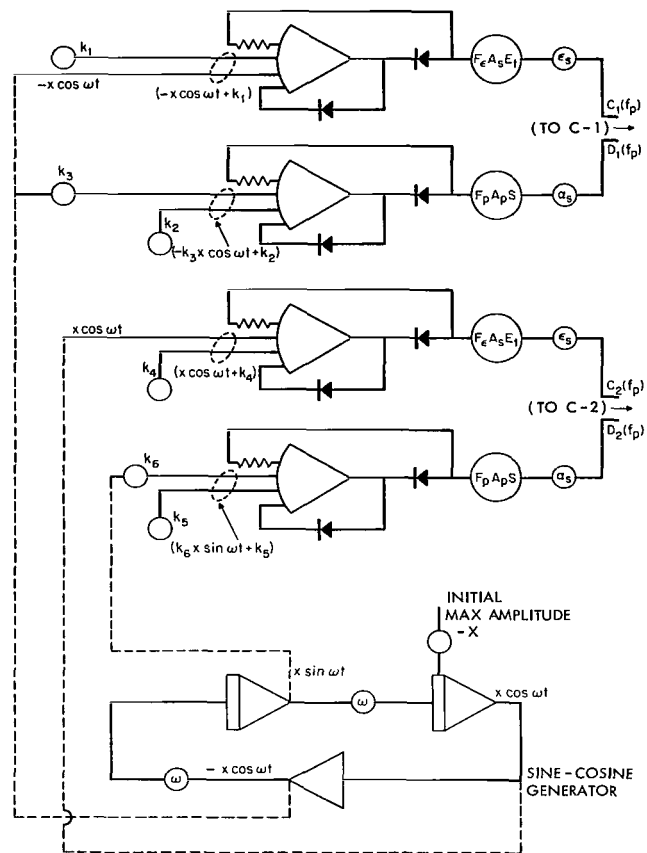 k₁
−x cos ωt
(−x cos ωt + k₁)
FεAₛE₁
εₛ
C₁(fₚ)
(TO C-1) →
D₁(fₚ)
k₃
k₂
(−k₃ x cos ωt + k₂)
FₚAₚS
αₛ
x cos ωt
k₄
(x cos ωt + k₄)
FεAₛE₁
εₛ
C₂(fₚ)
(TO C-2) →
D₂(fₚ)
k₆
k₅
(k₆ x sin ωt + k₅)
FₚAₚS
αₛ
INITIAL
MAX AMPLITUDE
−X
x sin ωt
ω
x cos ωt
ω
− x cos ωt
SINE-COSINE
GENERATOR